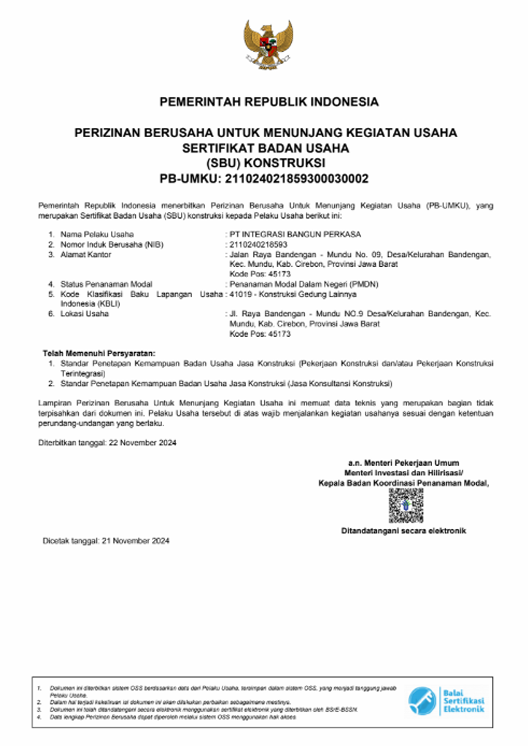 PEMERINTAH REPUBLIK INDONESIA
PERIZINAN BERUSAHA UNTUK MENUNJANG KEGIATAN USAHA
SERTIFIKAT BADAN USAHA
(SBU) KONSTRUKSI
PB-UMKU: 211024021859300030002
Pemerintah Republik Indonesia menerbitkan Perizinan Berusaha Untuk Menunjang Kegiatan Usaha (PB-UMKU), yang
merupakan Sertifikat Badan Usaha (SBU) konstruksi kepada Pelaku Usaha berikut ini:
1. Nama Pelaku Usaha : PT INTEGRASI BANGUN PERKASA
2. Nomor Induk Berusaha (NIB) : 2110240218593
3. Alamat Kantor : Jalan Raya Bandengan - Mundu No. 09, Desa/Kelurahan Bandengan,
Kec. Mundu, Kab. Cirebon, Provinsi Jawa Barat
Kode Pos: 45173
4. Status Penanaman Modal : Penanaman Modal Dalam Negeri (PMDN)
5. Kode Klasifikasi Baku Lapangan Usaha : 41019 - Konstruksi Gedung Lainnya
Indonesia (KBLI)
6. Lokasi Usaha : Jl. Raya Bandengan - Mundu NO.9 Desa/Kelurahan Bandengan, Kec.
Mundu, Kab. Cirebon, Provinsi Jawa Barat
Kode Pos: 45173
Telah Memenuhi Persyaratan:
1. Standar Penetapan Kemampuan Badan Usaha Jasa Konstruksi (Pekerjaan Konstruksi dan/atau Pekerjaan Konstruksi
Terintegrasi)
2. Standar Penetapan Kemampuan Badan Usaha Jasa Konstruksi (Jasa Konsultansi Konstruksi)
Lampiran Perizinan Berusaha Untuk Menunjang Kegiatan Usaha ini memuat data teknis yang merupakan bagian tidak
terpisahkan dari dokumen ini. Pelaku Usaha tersebut di atas wajib menjalankan kegiatan usahanya sesuai dengan ketentuan
perundang-undangan yang berlaku.
Diterbitkan tanggal: 22 November 2024
a.n. Menteri Pekerjaan Umum
Menteri Investasi dan Hilirisasi/
Kepala Badan Koordinasi Penanaman Modal,
Ditandatangani secara elektronik
Dicetak tanggal: 21 November 2024
1. Dokumen ini diterbitkan sistem OSS berdasarkan data dari Pelaku Usaha, tersimpan dalam sistem OSS, yang menjadi tanggung jawab
Pelaku Usaha.
2. Dalam hal terjadi kekeliruan isi dokumen ini akan dilakukan perbaikan sebagaimana mestinya.
3. Dokumen ini telah ditandatangani secara elektronik menggunakan sertifikat elektronik yang diterbitkan oleh BSrE-BSSN.
4. Data lengkap Perizinan Berusaha dapat diperoleh melalui sistem OSS menggunakan hak akses.
Balai
Sertifikasi
Elektronik